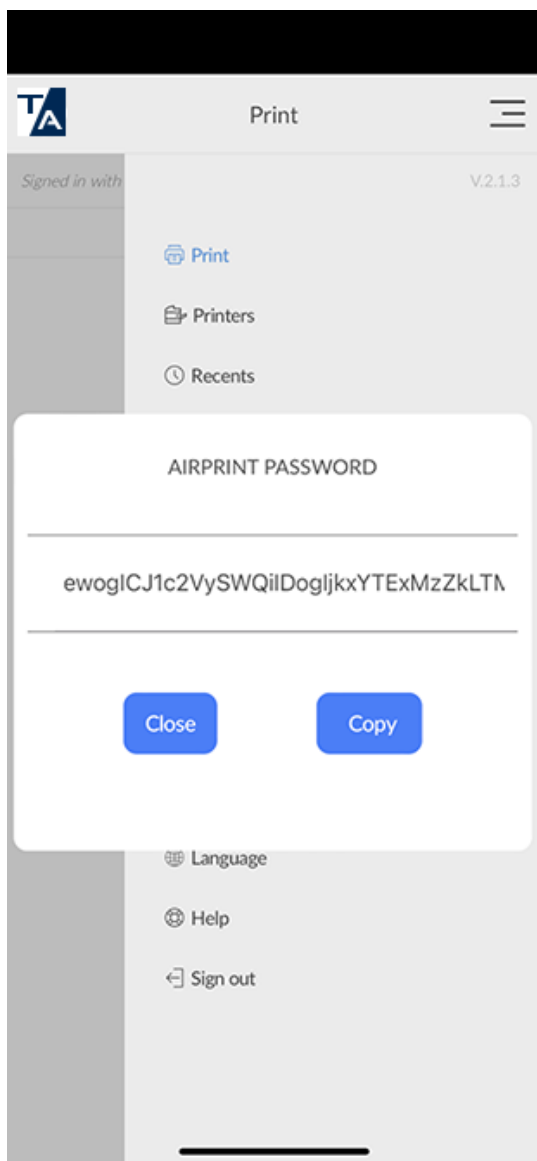 TA
Print
Signed in with
V.2.1.3
Print
Printers
Recents
AIRPRINT PASSWORD
ewogICJ1c2VySWQiIDogIjkxYTExMzZkLTM
Close
Copy
Language
Help
Sign out